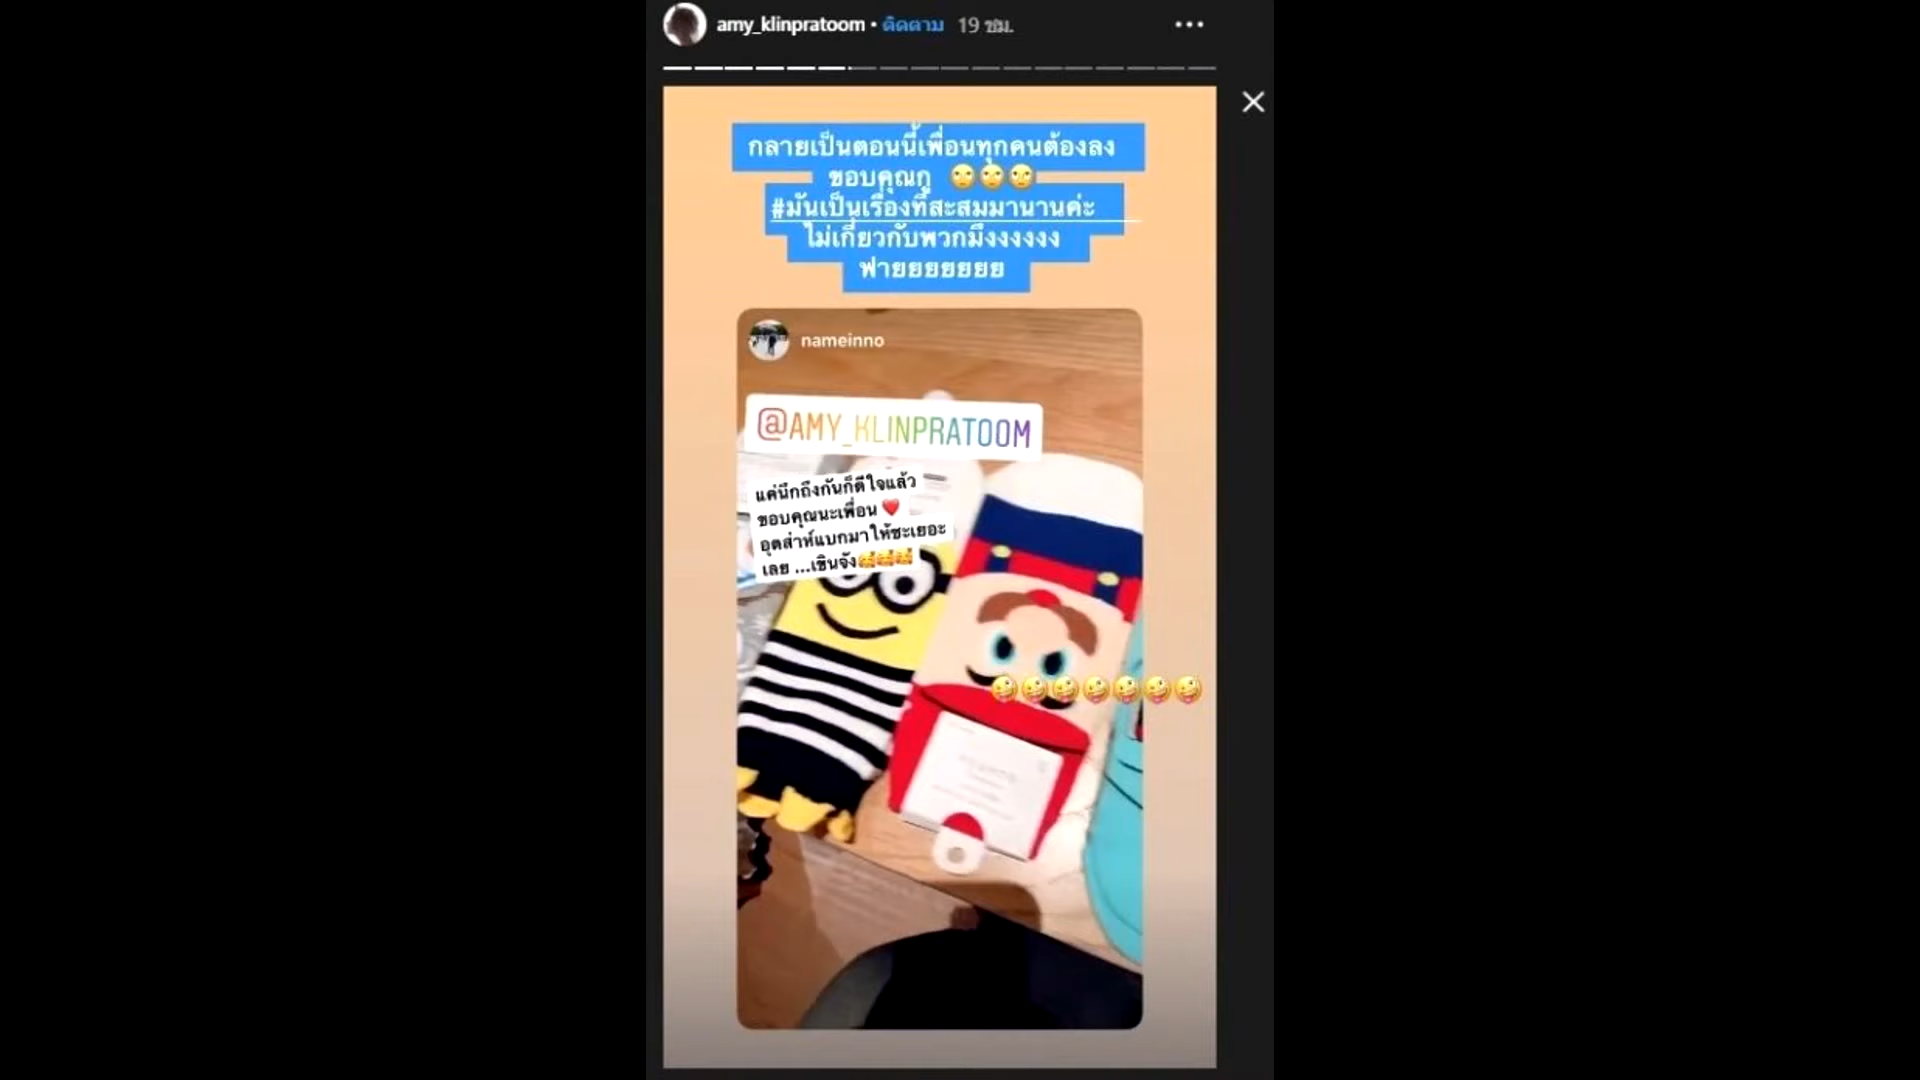 amy_klinpratoom • ติดตาม 19 ชม.
กลายเป็นตอนนี้เพื่อนทุกคนต้องลง
ขอบคุณกู 🙄🙄🙄
#มันเป็นเรื่องที่สะสมมานานค่ะ
ไม่เกี่ยวกับพวกมึงงงงงง
ฟายยยยยยย
nameinno
@AMY_KLINPRATOOM
แค่นึกถึงกันก็ดีใจแล้ว
ขอบคุณนะเพื่อน ❤️
อุตส่าห์แบกมาให้ซะเยอะ
เลย ...เขินจัง🥰🥰🥰
🤪🤪🤪🤪🤪🤪🤪